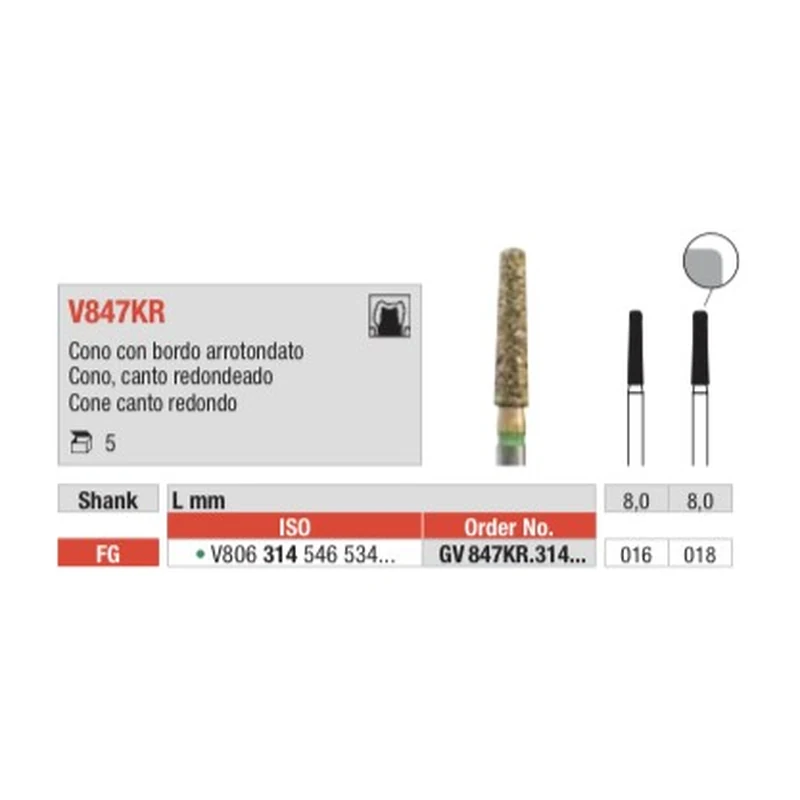 V847KR
Cono con bordo arrotondato
Cono, canto redondeado
Cone canto redondo
5
Shank L mm 8,0 8,0
ISO Order No.
FG • V806 314 546 534... GV 847KR.314... 016 018